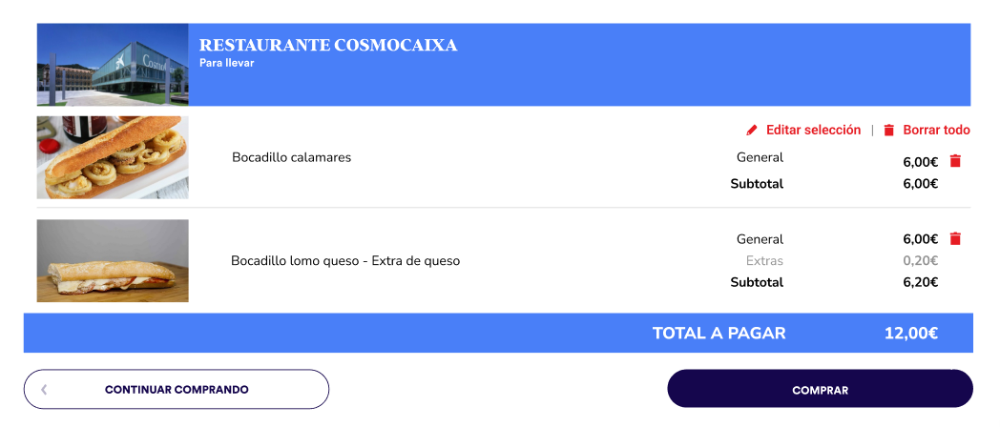 RESTAURANTE COSMOCAIXA
Para llevar
Editar selección | Borrar todo
Bocadillo calamares
General 6,00€
Subtotal 6,00€
Bocadillo lomo queso - Extra de queso
General 6,00€
Extras 0,20€
Subtotal 6,20€
TOTAL A PAGAR 12,00€
CONTINUAR COMPRANDO
COMPRAR